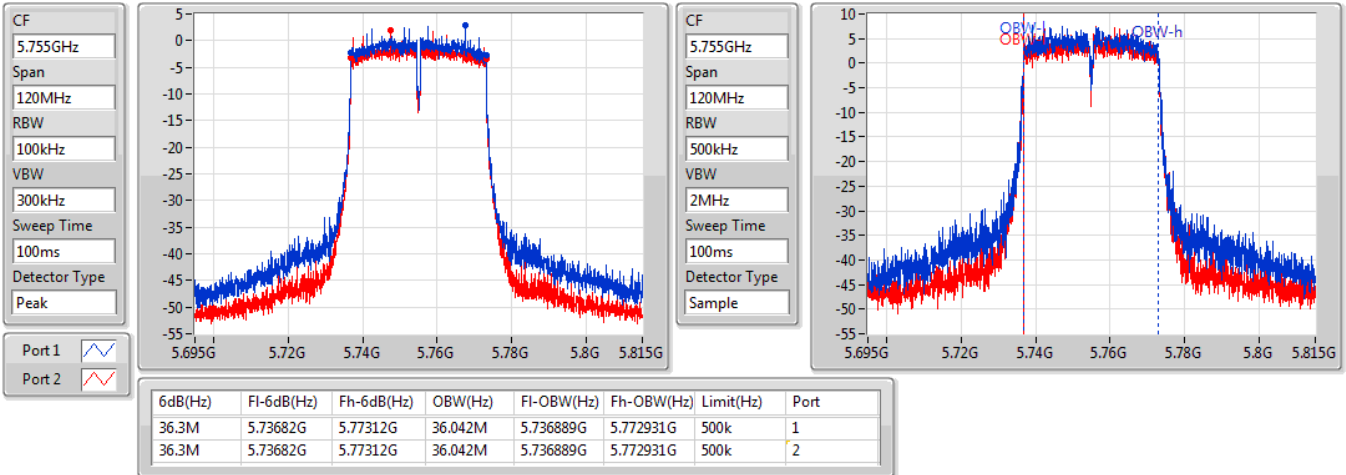 CF
5.755GHz
Span
120MHz
RBW
100kHz
VBW
300kHz
Sweep Time
100ms
Detector Type
Peak
Port 1
Port 2
5
0
-5
-10
-15
-20
-25
-30
-35
-40
-45
-50
-55
5.695G 5.72G 5.74G 5.76G 5.78G 5.8G 5.815G
CF
5.755GHz
Span
120MHz
RBW
500kHz
VBW
2MHz
Sweep Time
100ms
Detector Type
Sample
10
5
0
-5
-10
-15
-20
-25
-30
-35
-40
-45
-50
-55
OBW-l OBW-h
OBW
5.695G 5.72G 5.74G 5.76G 5.78G 5.8G 5.815G
6dB(Hz) Fl-6dB(Hz) Fh-6dB(Hz) OBW(Hz) Fl-OBW(Hz) Fh-OBW(Hz) Limit(Hz) Port
36.3M 5.73682G 5.77312G 36.042M 5.736889G 5.772931G 500k 1
36.3M 5.73682G 5.77312G 36.042M 5.736889G 5.772931G 500k 2